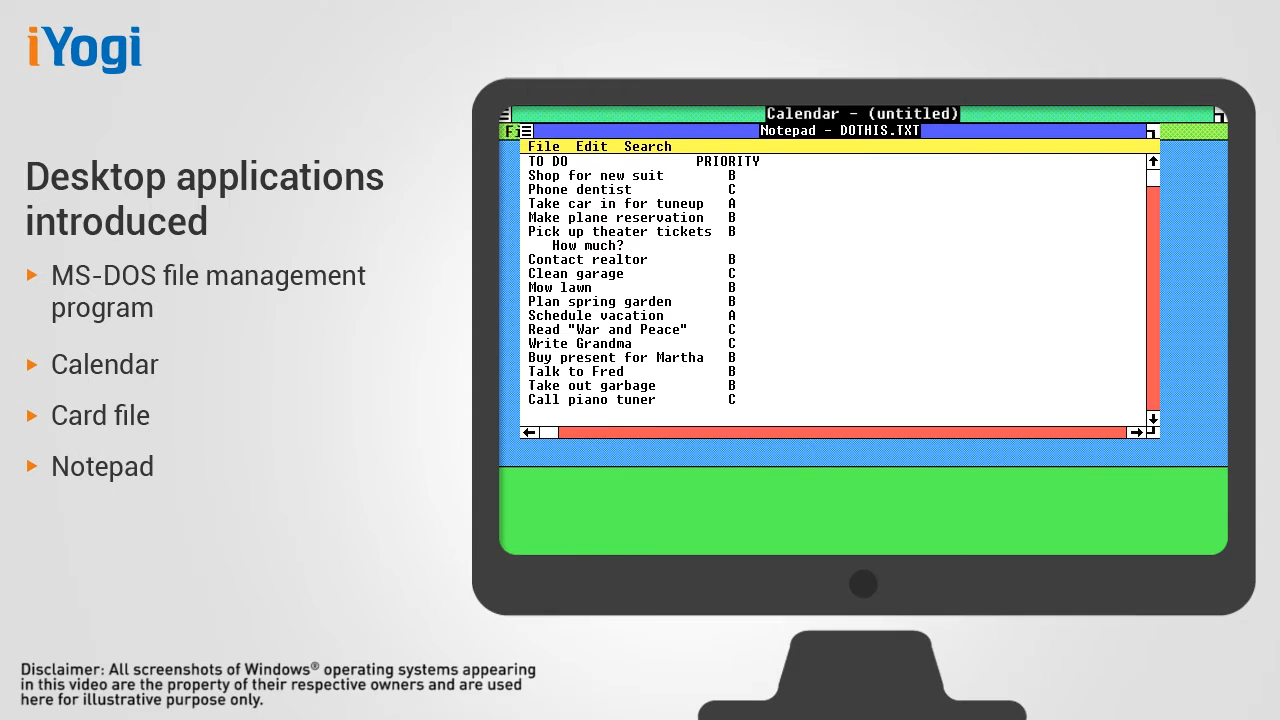 iYogi
Desktop applications
introduced
MS-DOS file management
program
Calendar
Card file
Notepad
Calendar - (untitled)
Fi
Notepad - DOTHIS.TXT
File Edit Search
TO DO PRIORITY
Shop for new suit B
Phone dentist C
Take car in for tuneup A
Make plane reservation B
Pick up theater tickets B
How much?
Contact realtor B
Clean garage C
Mow lawn B
Plan spring garden B
Schedule vacation A
Read "War and Peace" C
Write Grandma C
Buy present for Martha B
Talk to Fred B
Take out garbage B
Call piano tuner C
Disclaimer: All screenshots of Windows® operating systems appearing
in this video are the property of their respective owners and are used
here for illustrative purpose only.